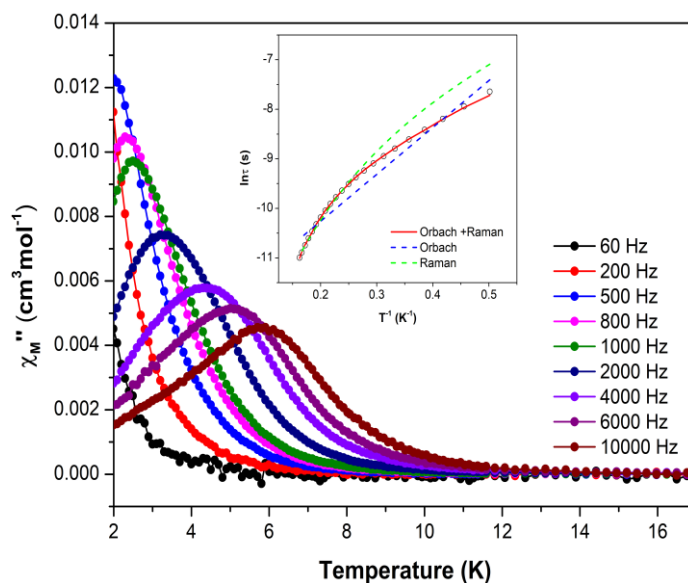 0.014
0.012
0.010
0.008
0.006
0.004
0.002
0.000
χ_M'' (cm³mol⁻¹)
2 4 6 8 10 12 14 16
Temperature (K)
-6
-7
-8
-9
-10
-11
lnτ (s)
0.2 0.3 0.4 0.5
T⁻¹ (K⁻¹)
Orbach +Raman
Orbach
Raman
60 Hz
200 Hz
500 Hz
800 Hz
1000 Hz
2000 Hz
4000 Hz
6000 Hz
10000 Hz